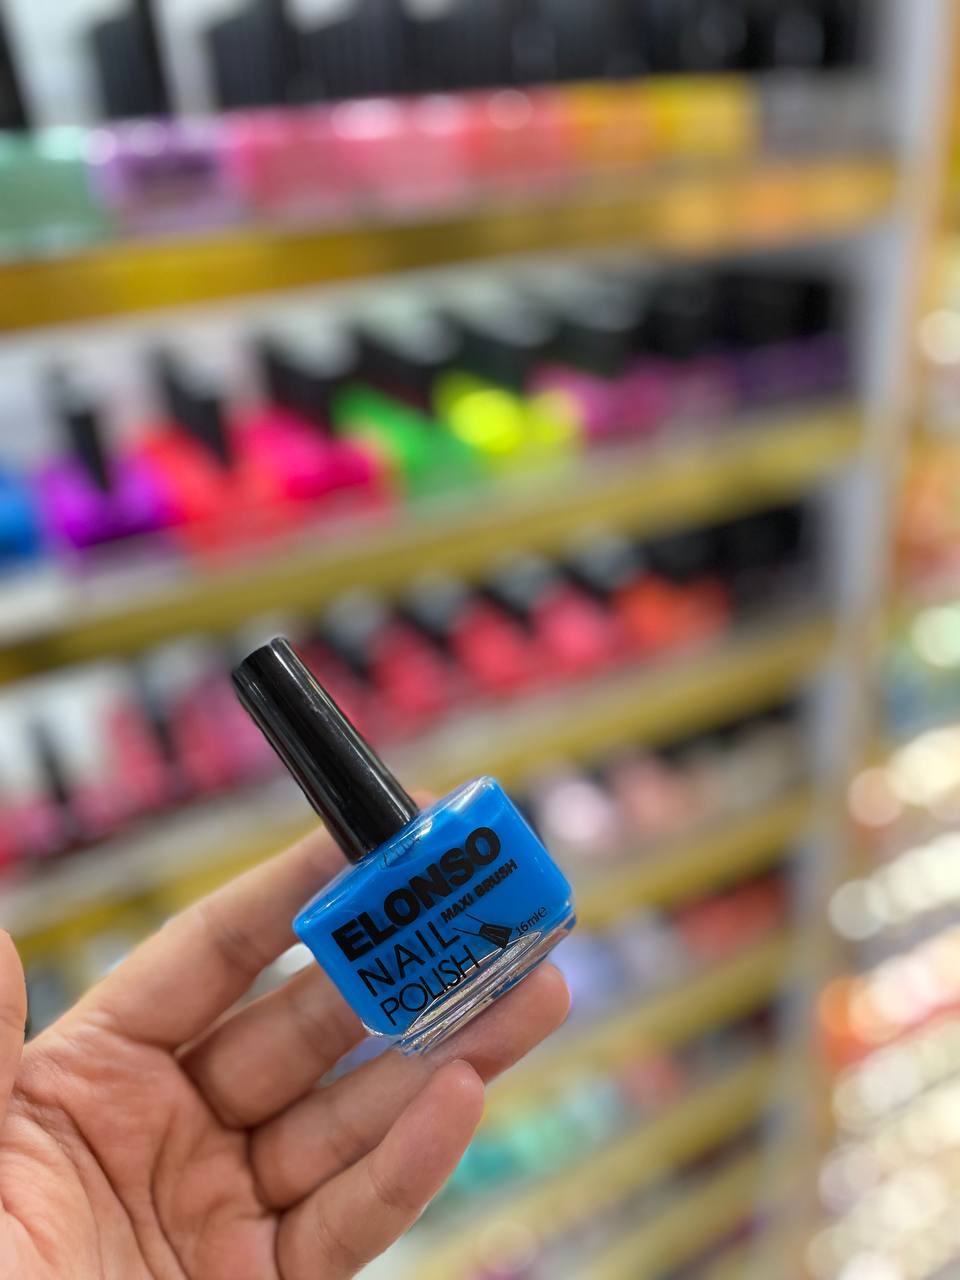 ELONSO
MAXI BRUSH
NAIL
POLISH
16ml℮